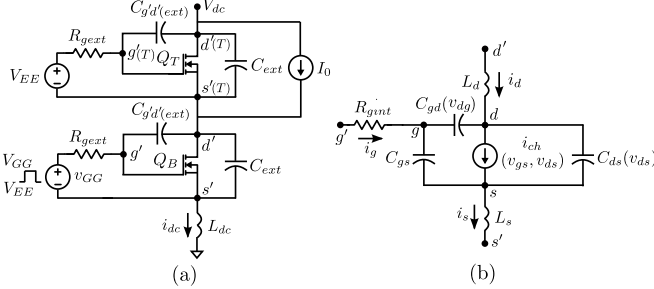 C_{g'd'(ext)}
V_{dc}
R_{gext}
g'(T)
Q_T
d'(T)
C_{ext}
I_0
V_{EE}
s'(T)
C_{g'd'(ext)}
R_{gext}
g'
d'
V_{GG}
V_{EE}
v_{GG}
Q_B
C_{ext}
s'
i_{dc}
L_{dc}
(a)
d'
L_d
i_d
R_{gint}
C_{gd}(v_{dg})
d
g'
g
i_g
C_{gs}
i_{ch}
(v_{gs}, v_{ds})
C_{ds}(v_{ds})
s
i_s
L_s
s'
(b)